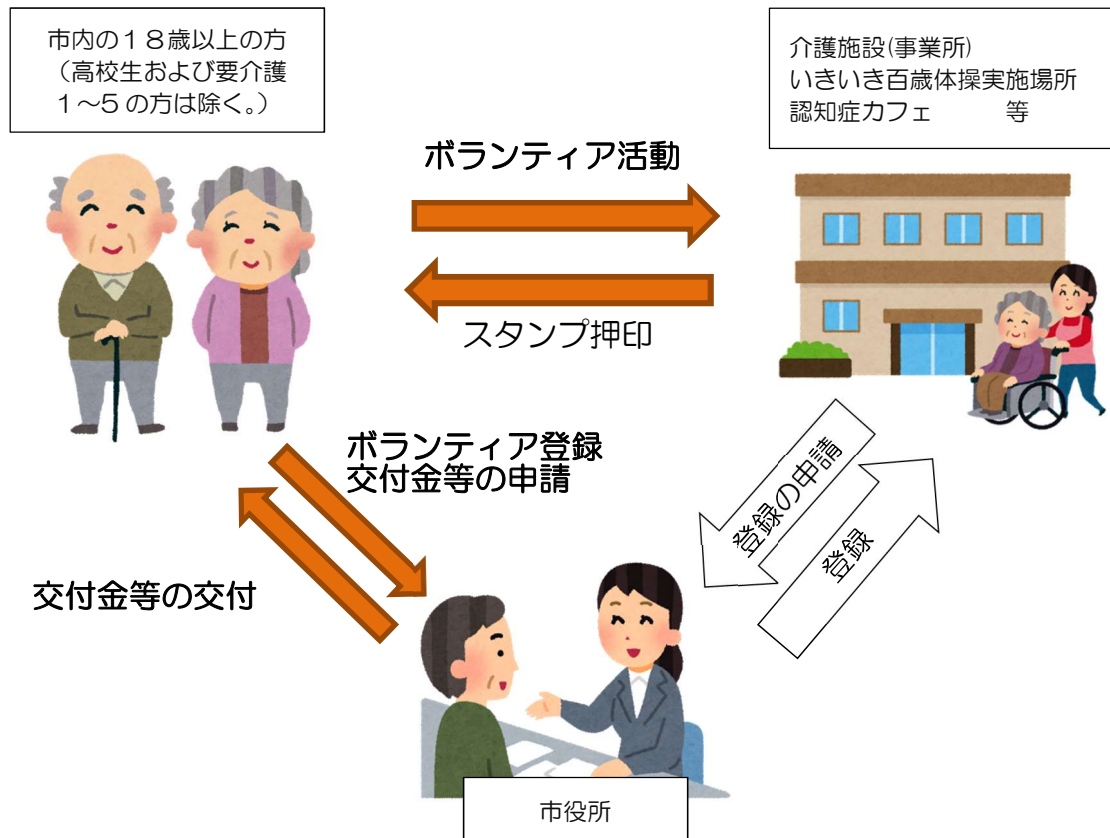 市内の１８歳以上の方
（高校生および要介護
１～５の方は除く。）
介護施設(事業所)
いきいき百歳体操実施場所
認知症カフェ　　　等
ボランティア活動
スタンプ押印
ボランティア登録
交付金等の申請
交付金等の交付
登録の申請
登録
市役所